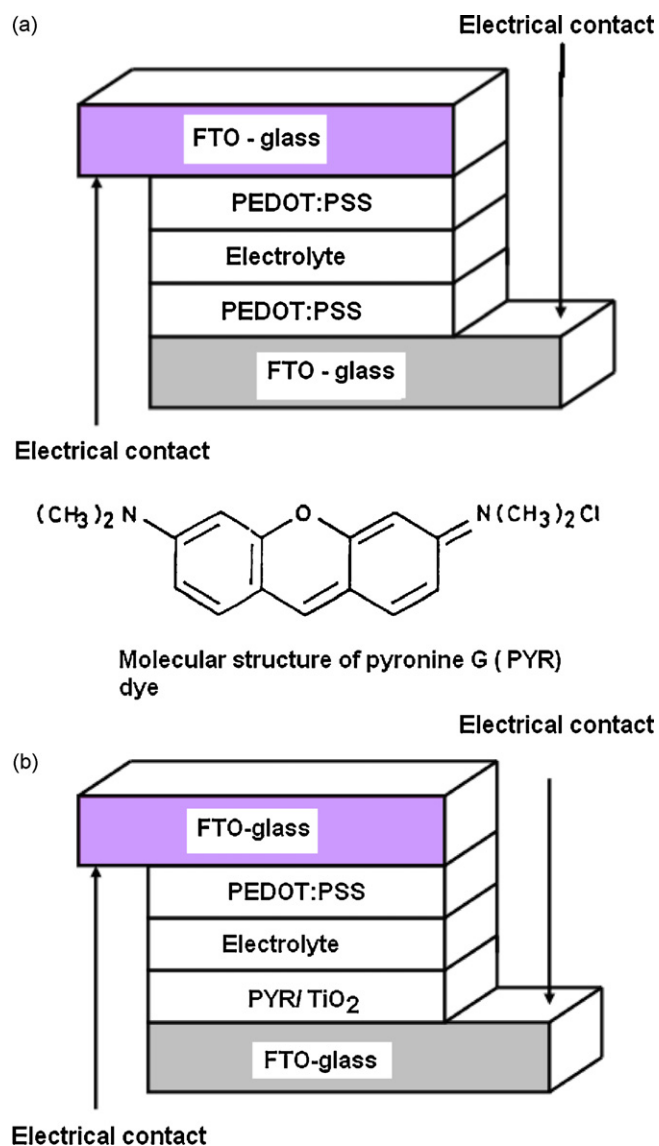 (a)
Electrical contact
FTO - glass
PEDOT:PSS
Electrolyte
PEDOT:PSS
FTO - glass
Electrical contact
(CH3)2 N
O
N(CH3)2 Cl
Molecular structure of pyronine G ( PYR)
dye
Electrical contact
(b)
FTO-glass
PEDOT:PSS
Electrolyte
PYR/ TiO2
FTO-glass
Electrical contact